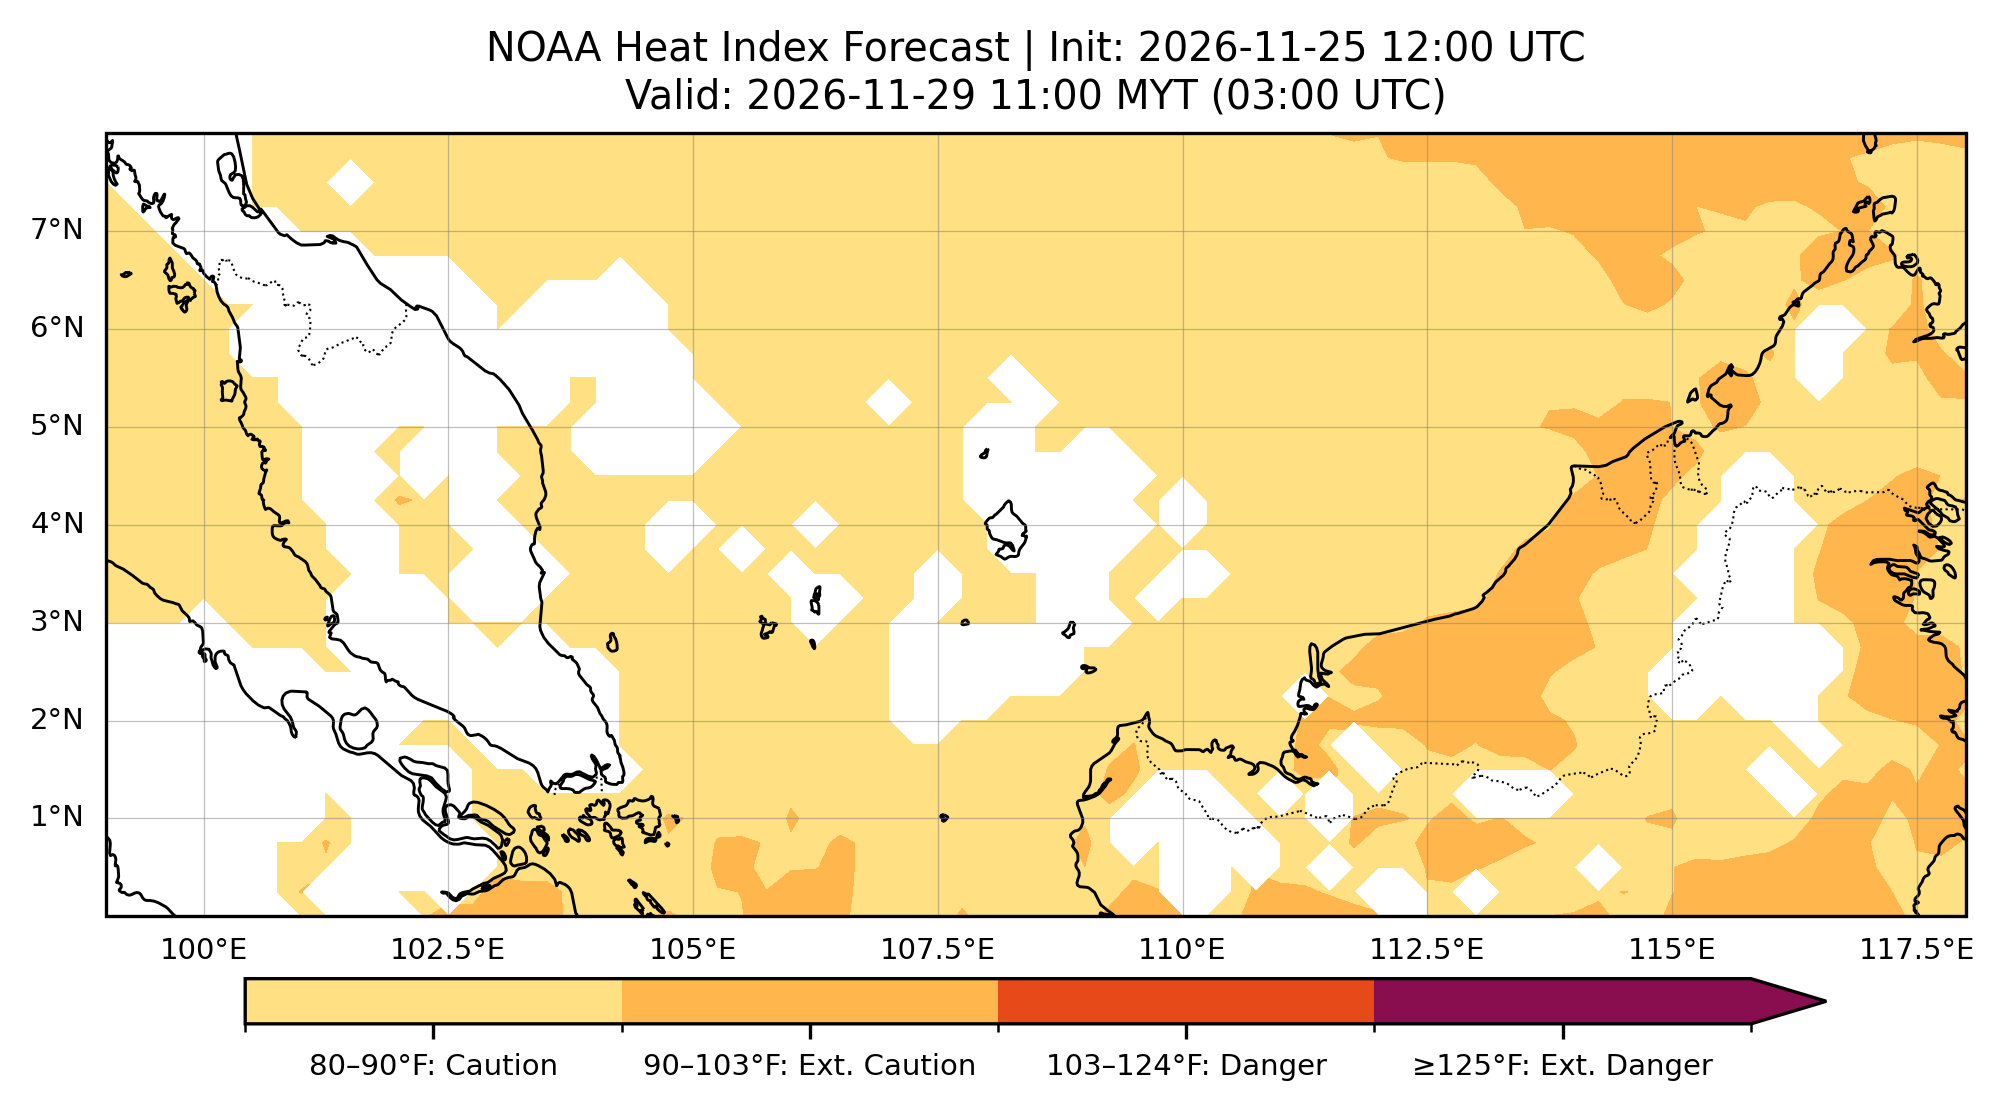 NOAA Heat Index Forecast | Init: 2026-11-25 12:00 UTC
Valid: 2026-11-29 11:00 MYT (03:00 UTC)
7°N
6°N
5°N
4°N
3°N
2°N
1°N
100°E 102.5°E 105°E 107.5°E 110°E 112.5°E 115°E 117.5°E
80–90°F: Caution 90–103°F: Ext. Caution 103–124°F: Danger ≥125°F: Ext. Danger